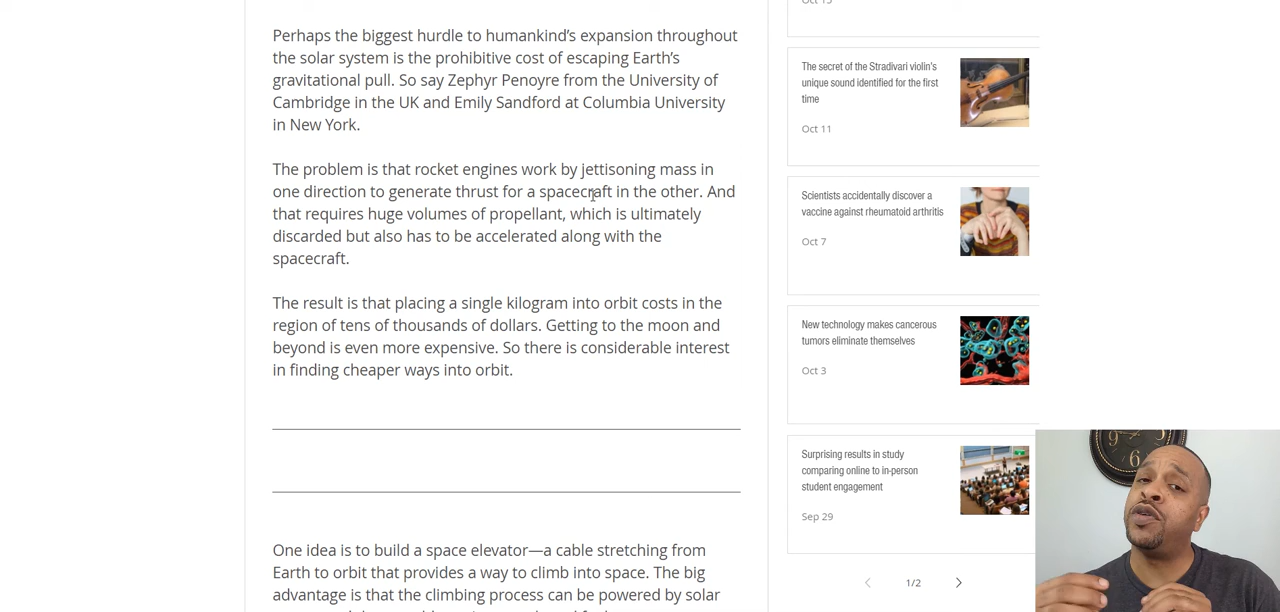 Perhaps the biggest hurdle to humankind’s expansion throughout
the solar system is the prohibitive cost of escaping Earth’s
gravitational pull. So say Zephyr Penoyre from the University of
Cambridge in the UK and Emily Sandford at Columbia University
in New York.
The problem is that rocket engines work by jettisoning mass in
one direction to generate thrust for a spacecraft in the other. And
that requires huge volumes of propellant, which is ultimately
discarded but also has to be accelerated along with the
spacecraft.
The result is that placing a single kilogram into orbit costs in the
region of tens of thousands of dollars. Getting to the moon and
beyond is even more expensive. So there is considerable interest
in finding cheaper ways into orbit.
One idea is to build a space elevator—a cable stretching from
Earth to orbit that provides a way to climb into space. The big
advantage is that the climbing process can be powered by solar
The secret of the Stradivari violin's
unique sound identified for the first
time
Oct 11
Scientists accidentally discover a
vaccine against rheumatoid arthritis
Oct 7
New technology makes cancerous
tumors eliminate themselves
Oct 3
Surprising results in study
comparing online to in-person
student engagement
Sep 29
1/2